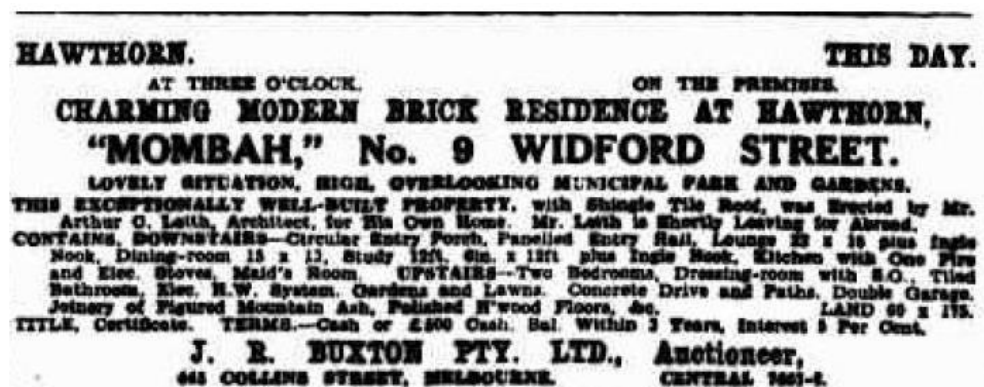 HAWTHORN. THIS DAY.
AT THREE O'CLOCK. ON THE PREMISES.
CHARMING MODERN BRICK RESIDENCE AT HAWTHORN,
"MOMBAH," No. 9 WIDFORD STREET.
LOVELY SITUATION, HIGH, OVERLOOKING MUNICIPAL PARK AND GARDENS.
THIS EXCEPTIONALLY WELL-BUILT PROPERTY, with Shingle Tile Roof, was Erected by Mr.
Arthur G. Leith, Architect, for His Own Home. Mr. Leith is Shortly Leaving for Abroad.
CONTAINS, DOWNSTAIRS—Circular Entry Porch, Panelled Entry Hall, Lounge 22 x 16 plus Ingle
Nook, Dining-room 15 x 13, Study 12ft. 6in. x 12ft plus Ingle Nook, Kitchen with One Fire
and Elec. Stoves, Maid's Room. UPSTAIRS—Two Bedrooms, Dressing-room with S.O., Tiled
Bathroom, Elec. H.W. System, Gardens and Lawns. Concrete Drive and Paths, Double Garage.
Joinery of Figured Mountain Ash, Polished H'wood Floors, &c. LAND 60 x 175.
TITLE, Certificate. TERMS.—Cash or £500 Cash. Bal. Within 3 Years, Interest 5 Per Cent.
J. R. BUXTON PTY. LTD., Auctioneer,
COLLINS STREET, MELBOURNE. CENTRAL